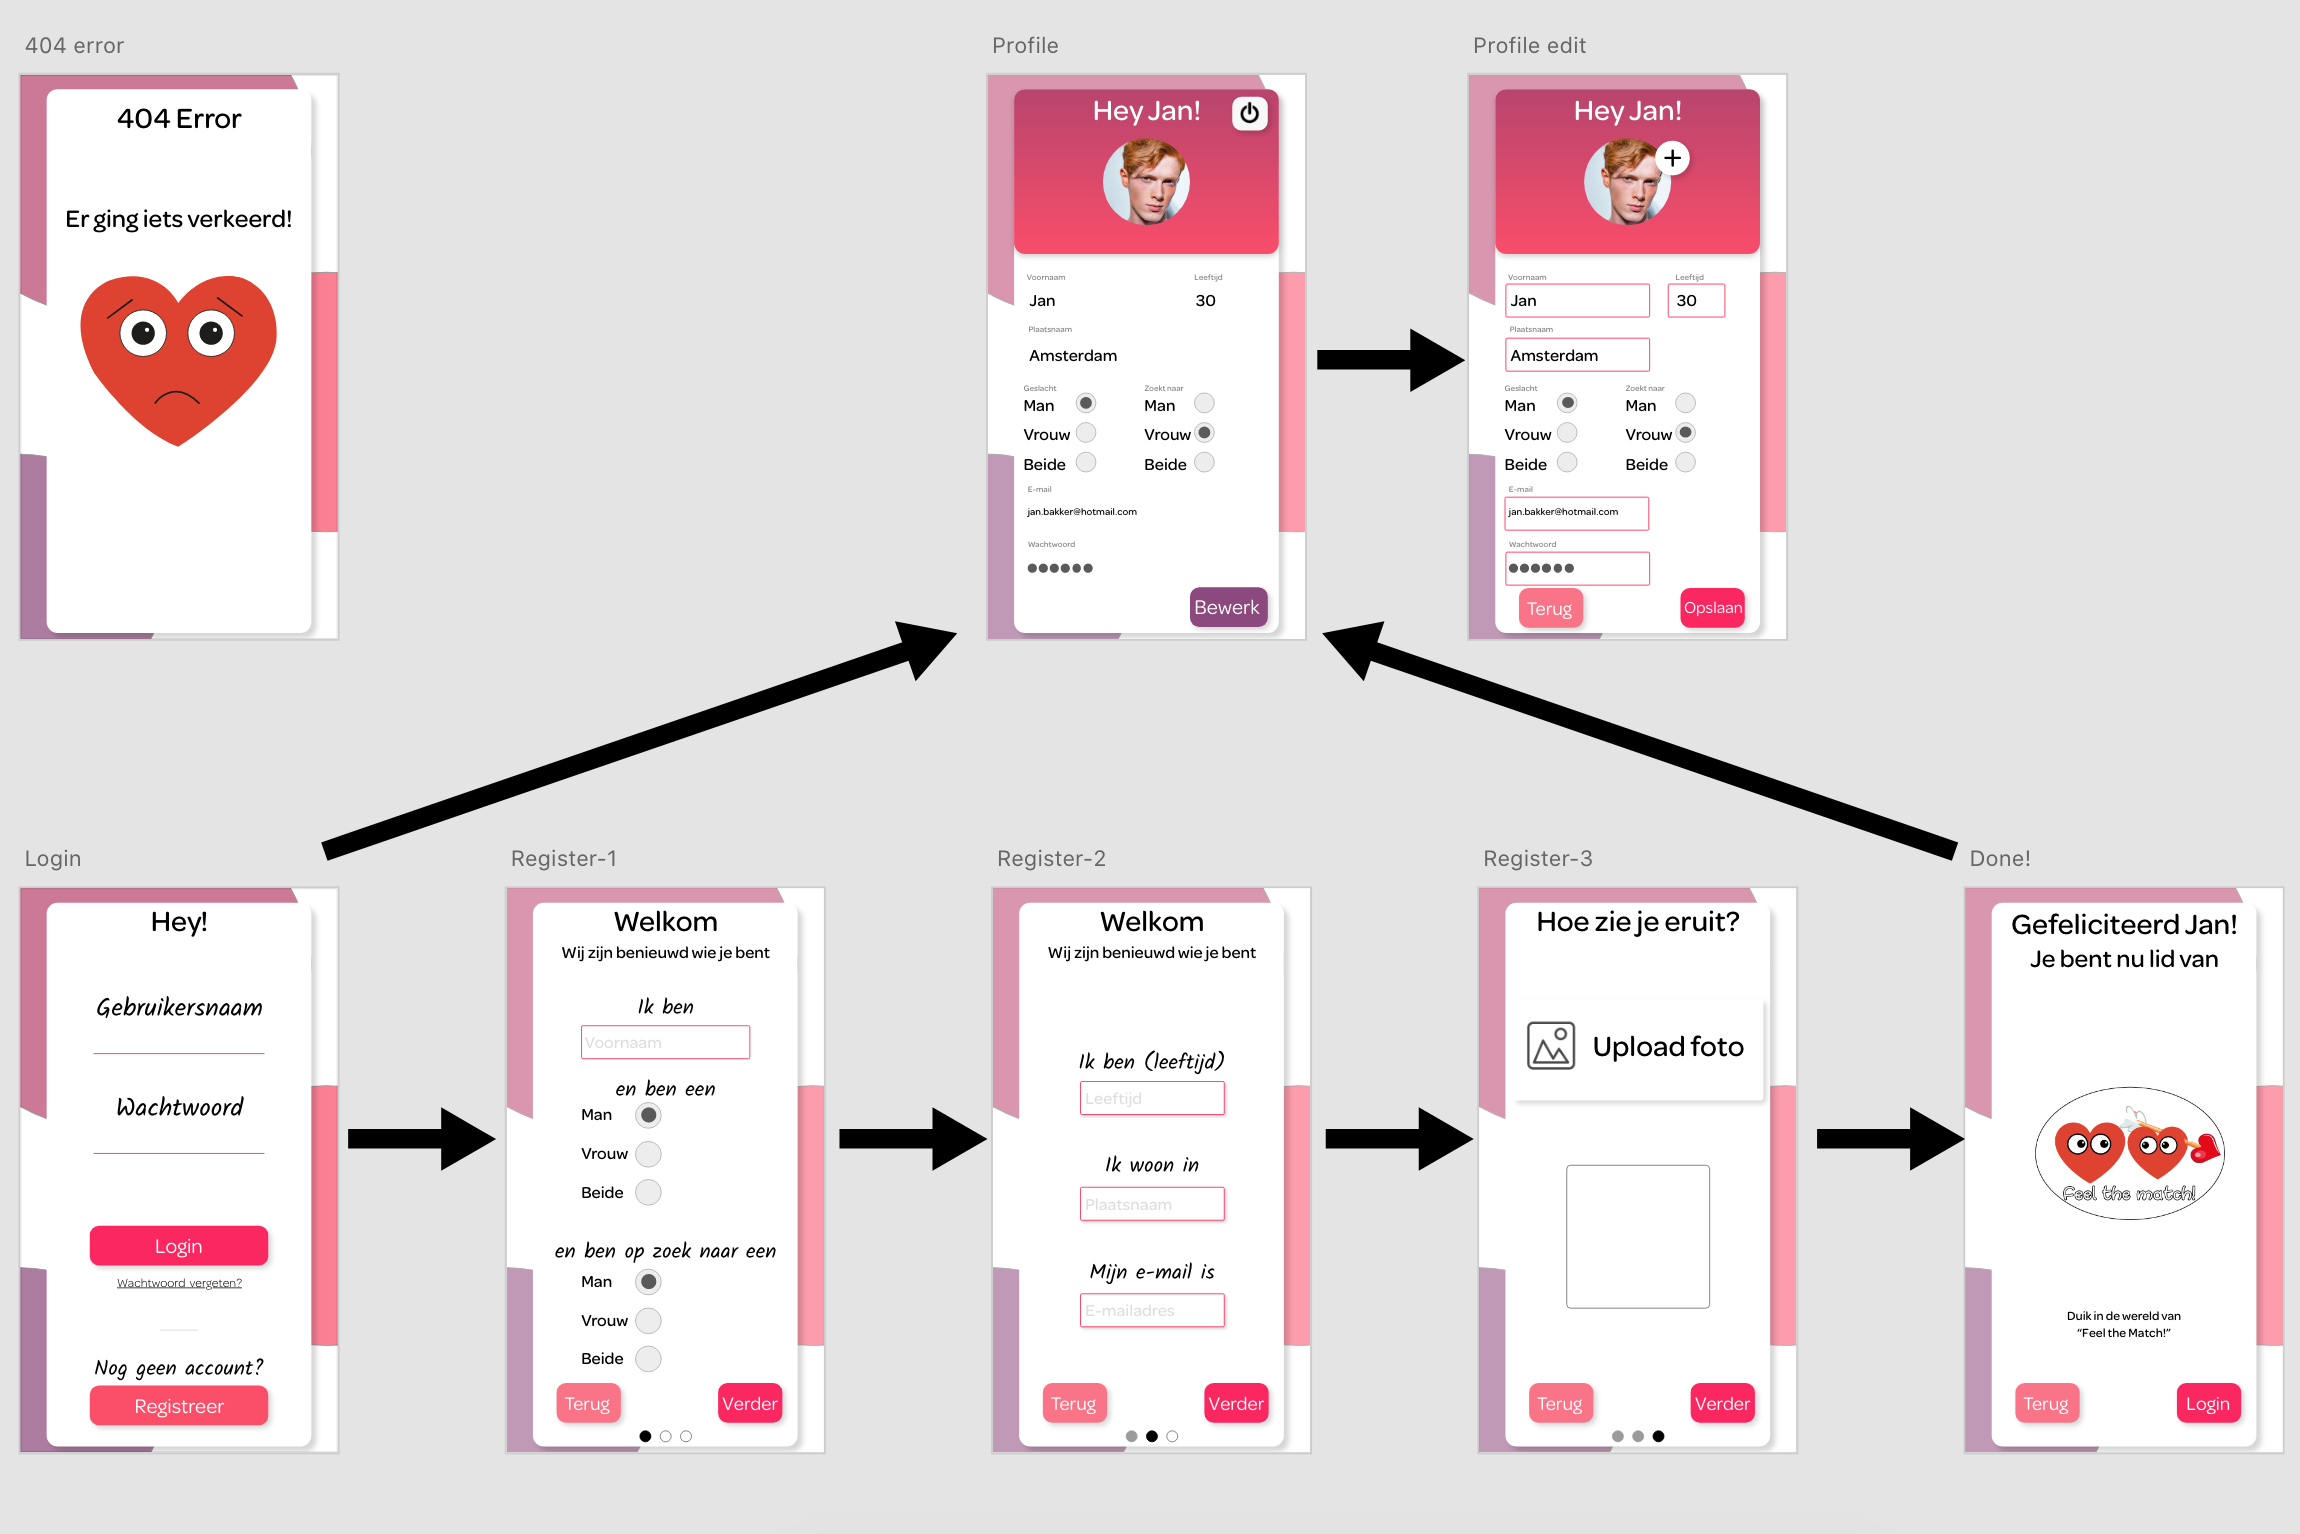 404 error
404 Error
Er ging iets verkeerd!
Profile
Hey Jan!
Voornaam Leeftijd
Jan 30
Plaatsnaam
Amsterdam
Geslacht Zoekt naar
Man Man
Vrouw Vrouw
Beide Beide
E-mail
jan.bakker@hotmail.com
Wachtwoord
Bewerk
Profile edit
Hey Jan!
+
Voornaam Leeftijd
Jan 30
Plaatsnaam
Amsterdam
Geslacht Zoekt naar
Man Man
Vrouw Vrouw
Beide Beide
E-mail
jan.bakker@hotmail.com
Wachtwoord
Terug Opslaan
Login
Hey!
Gebruikersnaam
Wachtwoord
Login
Wachtwoord vergeten?
Nog geen account?
Registreer
Register-1
Welkom
Wij zijn benieuwd wie je bent
Ik ben
Voornaam
en ben een
Man
Vrouw
Beide
en ben op zoek naar een
Man
Vrouw
Beide
Terug Verder
Register-2
Welkom
Wij zijn benieuwd wie je bent
Ik ben (leeftijd)
Leeftijd
Ik woon in
Plaatsnaam
Mijn e-mail is
E-mailadres
Terug Verder
Register-3
Hoe zie je eruit?
Upload foto
Terug Verder
Done!
Gefeliciteerd Jan!
Je bent nu lid van
Feel the match!
Duik in de wereld van
“Feel the Match!”
Terug Login